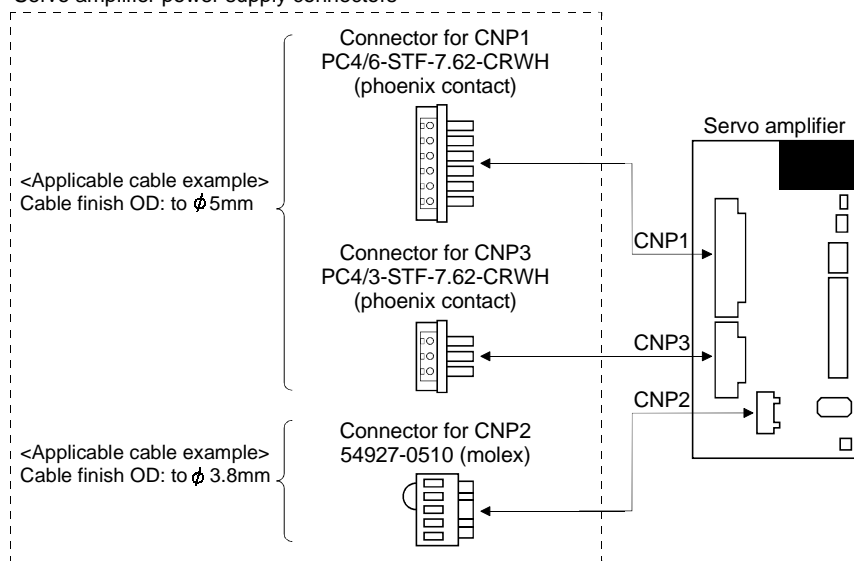 Servo amplifier power supply connectors
Connector for CNP1
PC4/6-STF-7.62-CRWH
(phoenix contact)
Servo amplifier
<Applicable cable example>
Cable finish OD: to ϕ5mm
CNP1
Connector for CNP3
PC4/3-STF-7.62-CRWH
(phoenix contact)
CNP3
CNP2
<Applicable cable example>
Cable finish OD: to ϕ 3.8mm
Connector for CNP2
54927-0510 (molex)